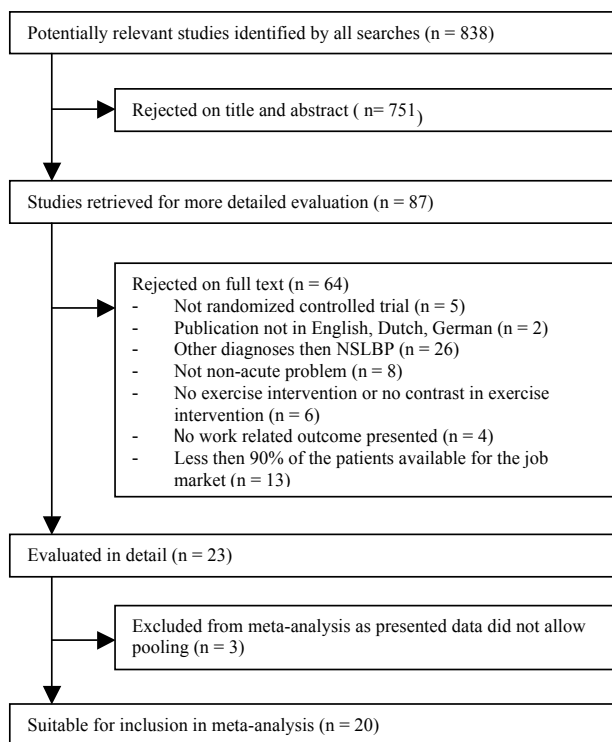 Potentially relevant studies identified by all searches (n = 838)
Rejected on title and abstract ( n= 751)
Studies retrieved for more detailed evaluation (n = 87)
Rejected on full text (n = 64)
- Not randomized controlled trial (n = 5)
- Publication not in English, Dutch, German (n = 2)
- Other diagnoses then NSLBP (n = 26)
- Not non-acute problem (n = 8)
- No exercise intervention or no contrast in exercise
intervention (n = 6)
- No work related outcome presented (n = 4)
- Less then 90% of the patients available for the job
market (n = 13)
Evaluated in detail (n = 23)
Excluded from meta-analysis as presented data did not allow
pooling (n = 3)
Suitable for inclusion in meta-analysis (n = 20)